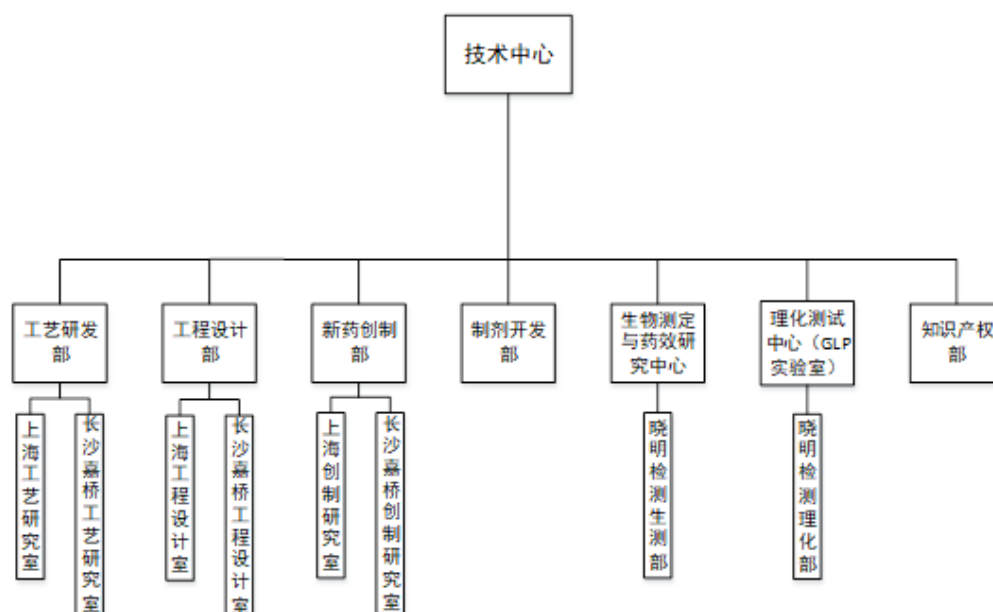 技术中心
工艺研发
部
工程设计
部
新药创制
部
制剂开发
部
生物测定
与药效研
究中心
理化测试
中心（GLP
实验室）
知识产权
部
上海工艺研究室
长沙嘉桥工艺研究室
上海工程设计室
长沙嘉桥工程设计室
上海创制研究室
长沙嘉桥创制研究室
晓明检测生测部
晓明检测理化部